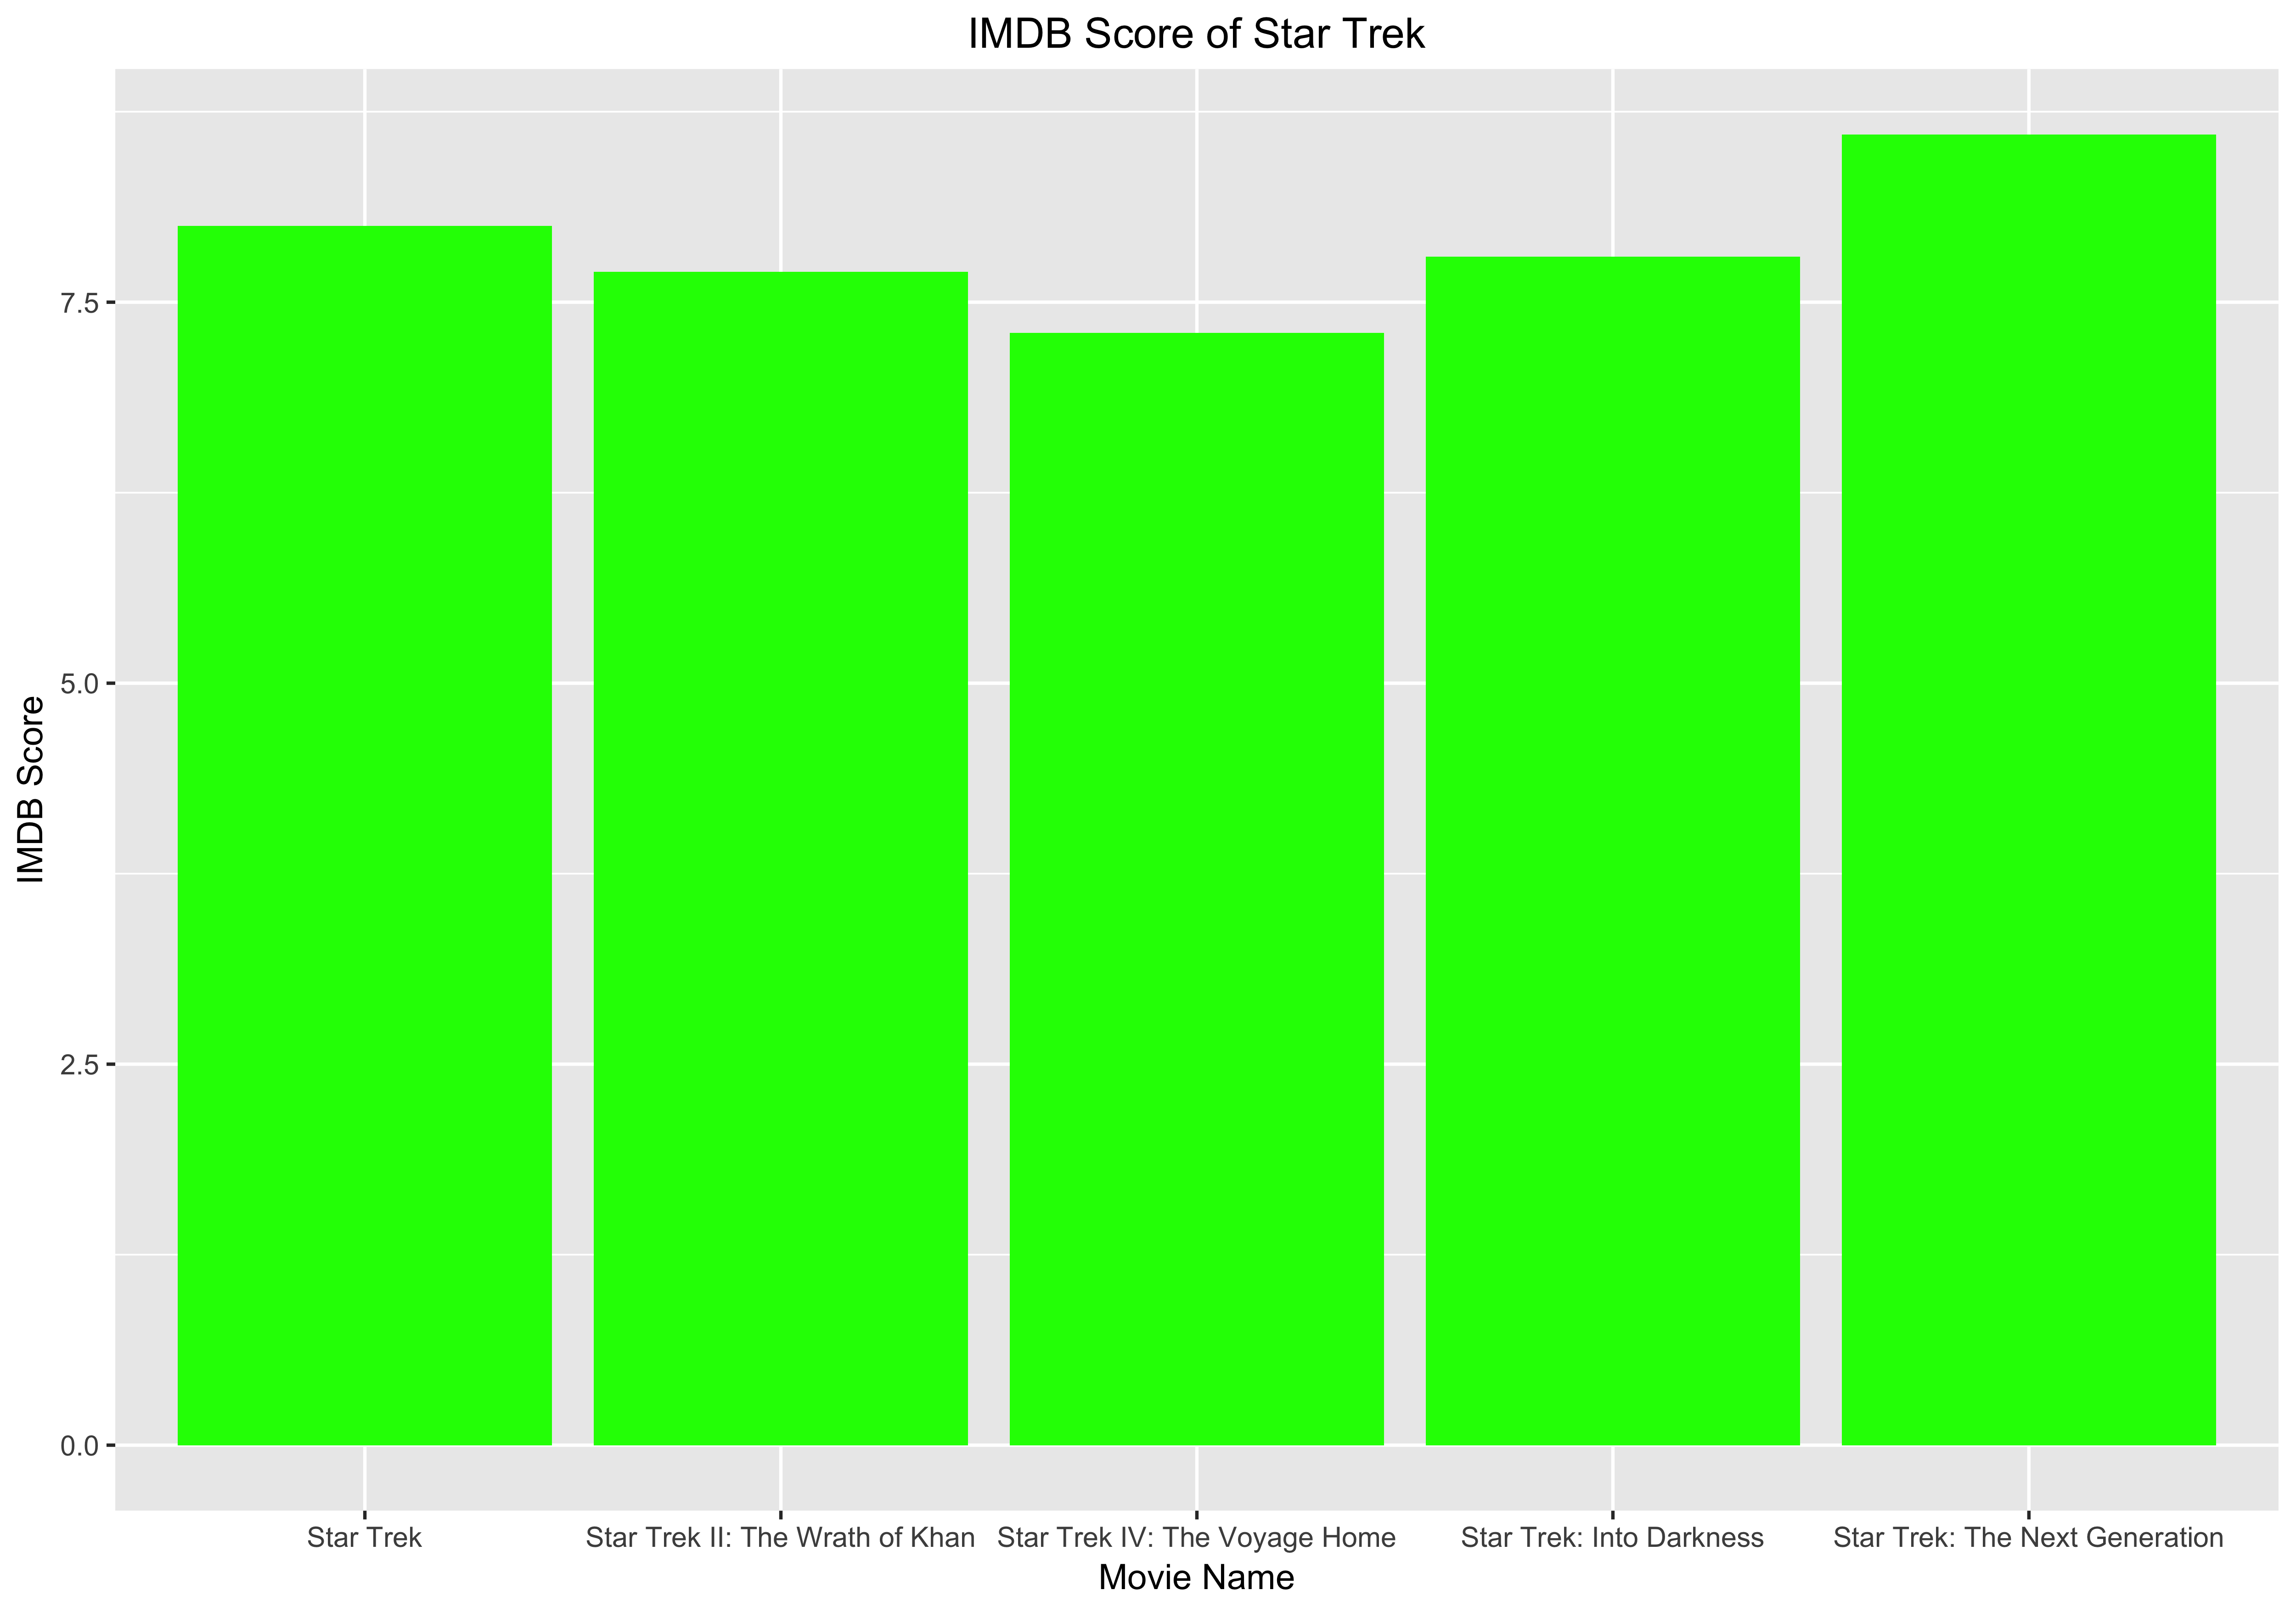 IMDB Score of Star Trek
IMDB Score
7.5
5.0
2.5
0.0
Star Trek
Star Trek II: The Wrath of Khan
Star Trek IV: The Voyage Home
Star Trek: Into Darkness
Star Trek: The Next Generation
Movie Name